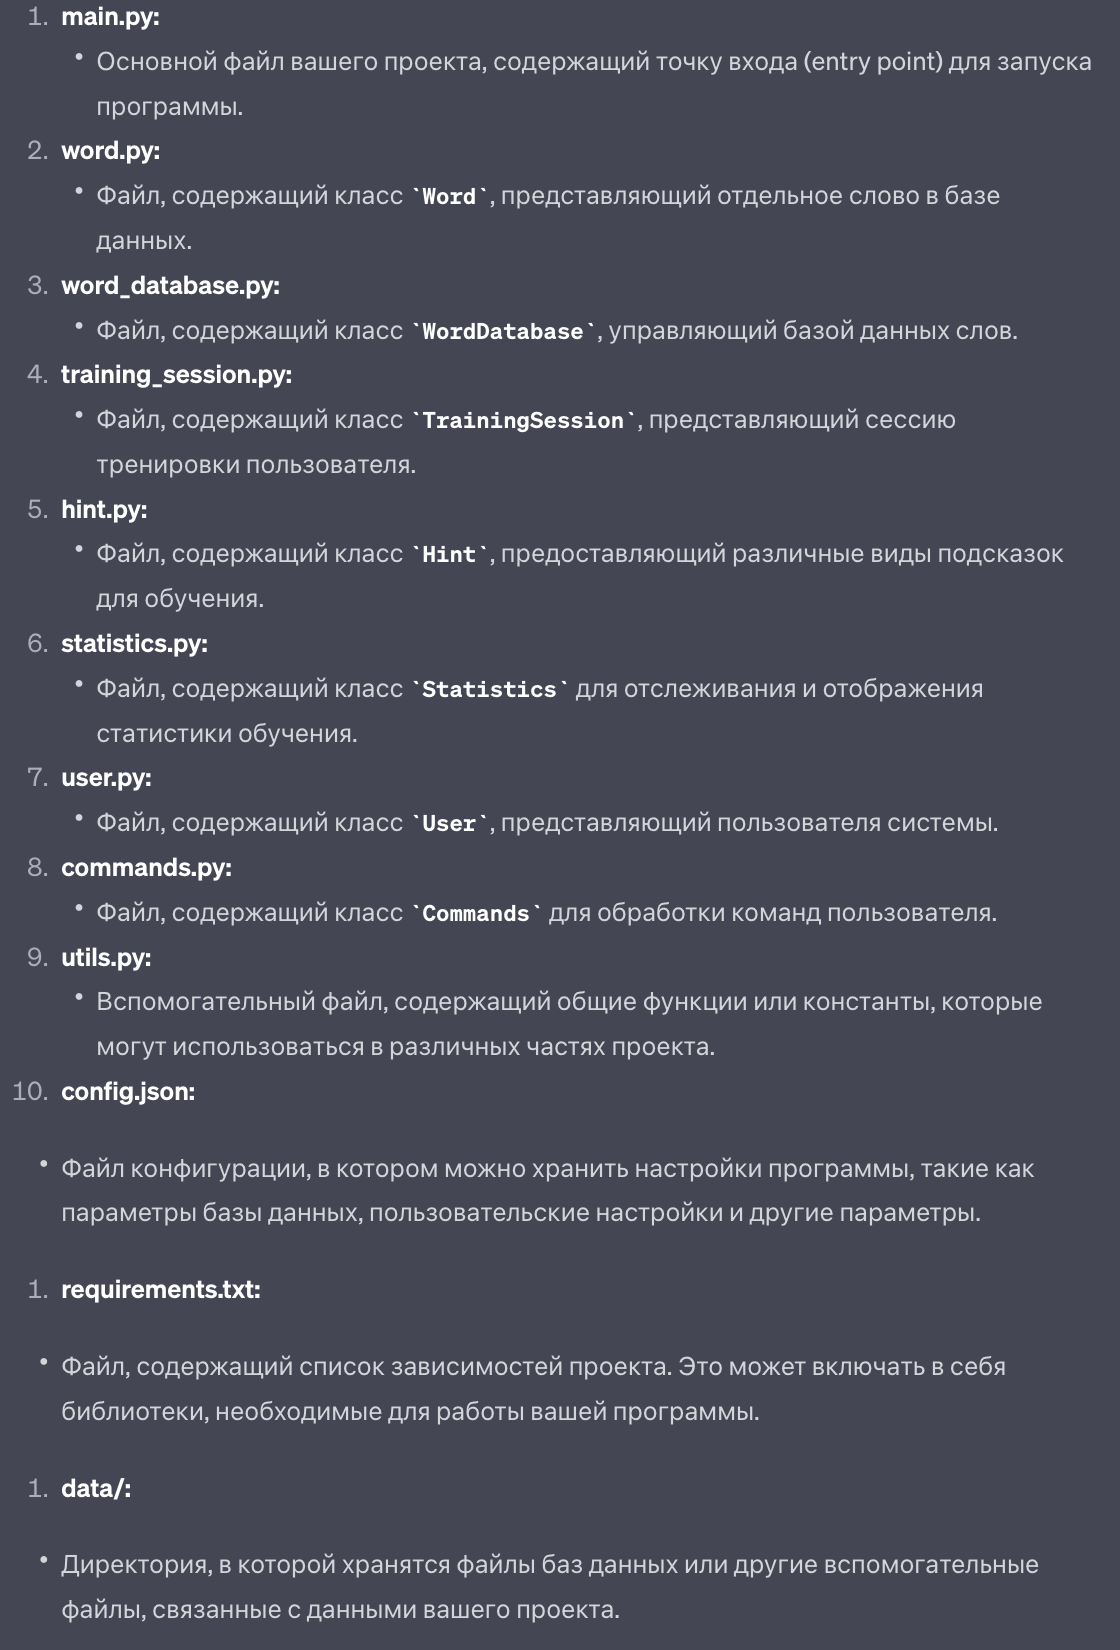 1. main.py:
• Основной файл вашего проекта, содержащий точку входа (entry point) для запуска
программы.
2. word.py:
• Файл, содержащий класс `Word`, представляющий отдельное слово в базе
данных.
3. word_database.py:
• Файл, содержащий класс `WordDatabase`, управляющий базой данных слов.
4. training_session.py:
• Файл, содержащий класс `TrainingSession`, представляющий сессию
тренировки пользователя.
5. hint.py:
• Файл, содержащий класс `Hint`, предоставляющий различные виды подсказок
для обучения.
6. statistics.py:
• Файл, содержащий класс `Statistics` для отслеживания и отображения
статистики обучения.
7. user.py:
• Файл, содержащий класс `User`, представляющий пользователя системы.
8. commands.py:
• Файл, содержащий класс `Commands` для обработки команд пользователя.
9. utils.py:
• Вспомогательный файл, содержащий общие функции или константы, которые
могут использоваться в различных частях проекта.
10. config.json:
• Файл конфигурации, в котором можно хранить настройки программы, такие как
параметры базы данных, пользовательские настройки и другие параметры.
1. requirements.txt:
• Файл, содержащий список зависимостей проекта. Это может включать в себя
библиотеки, необходимые для работы вашей программы.
1. data/:
• Директория, в которой хранятся файлы баз данных или другие вспомогательные
файлы, связанные с данными вашего проекта.